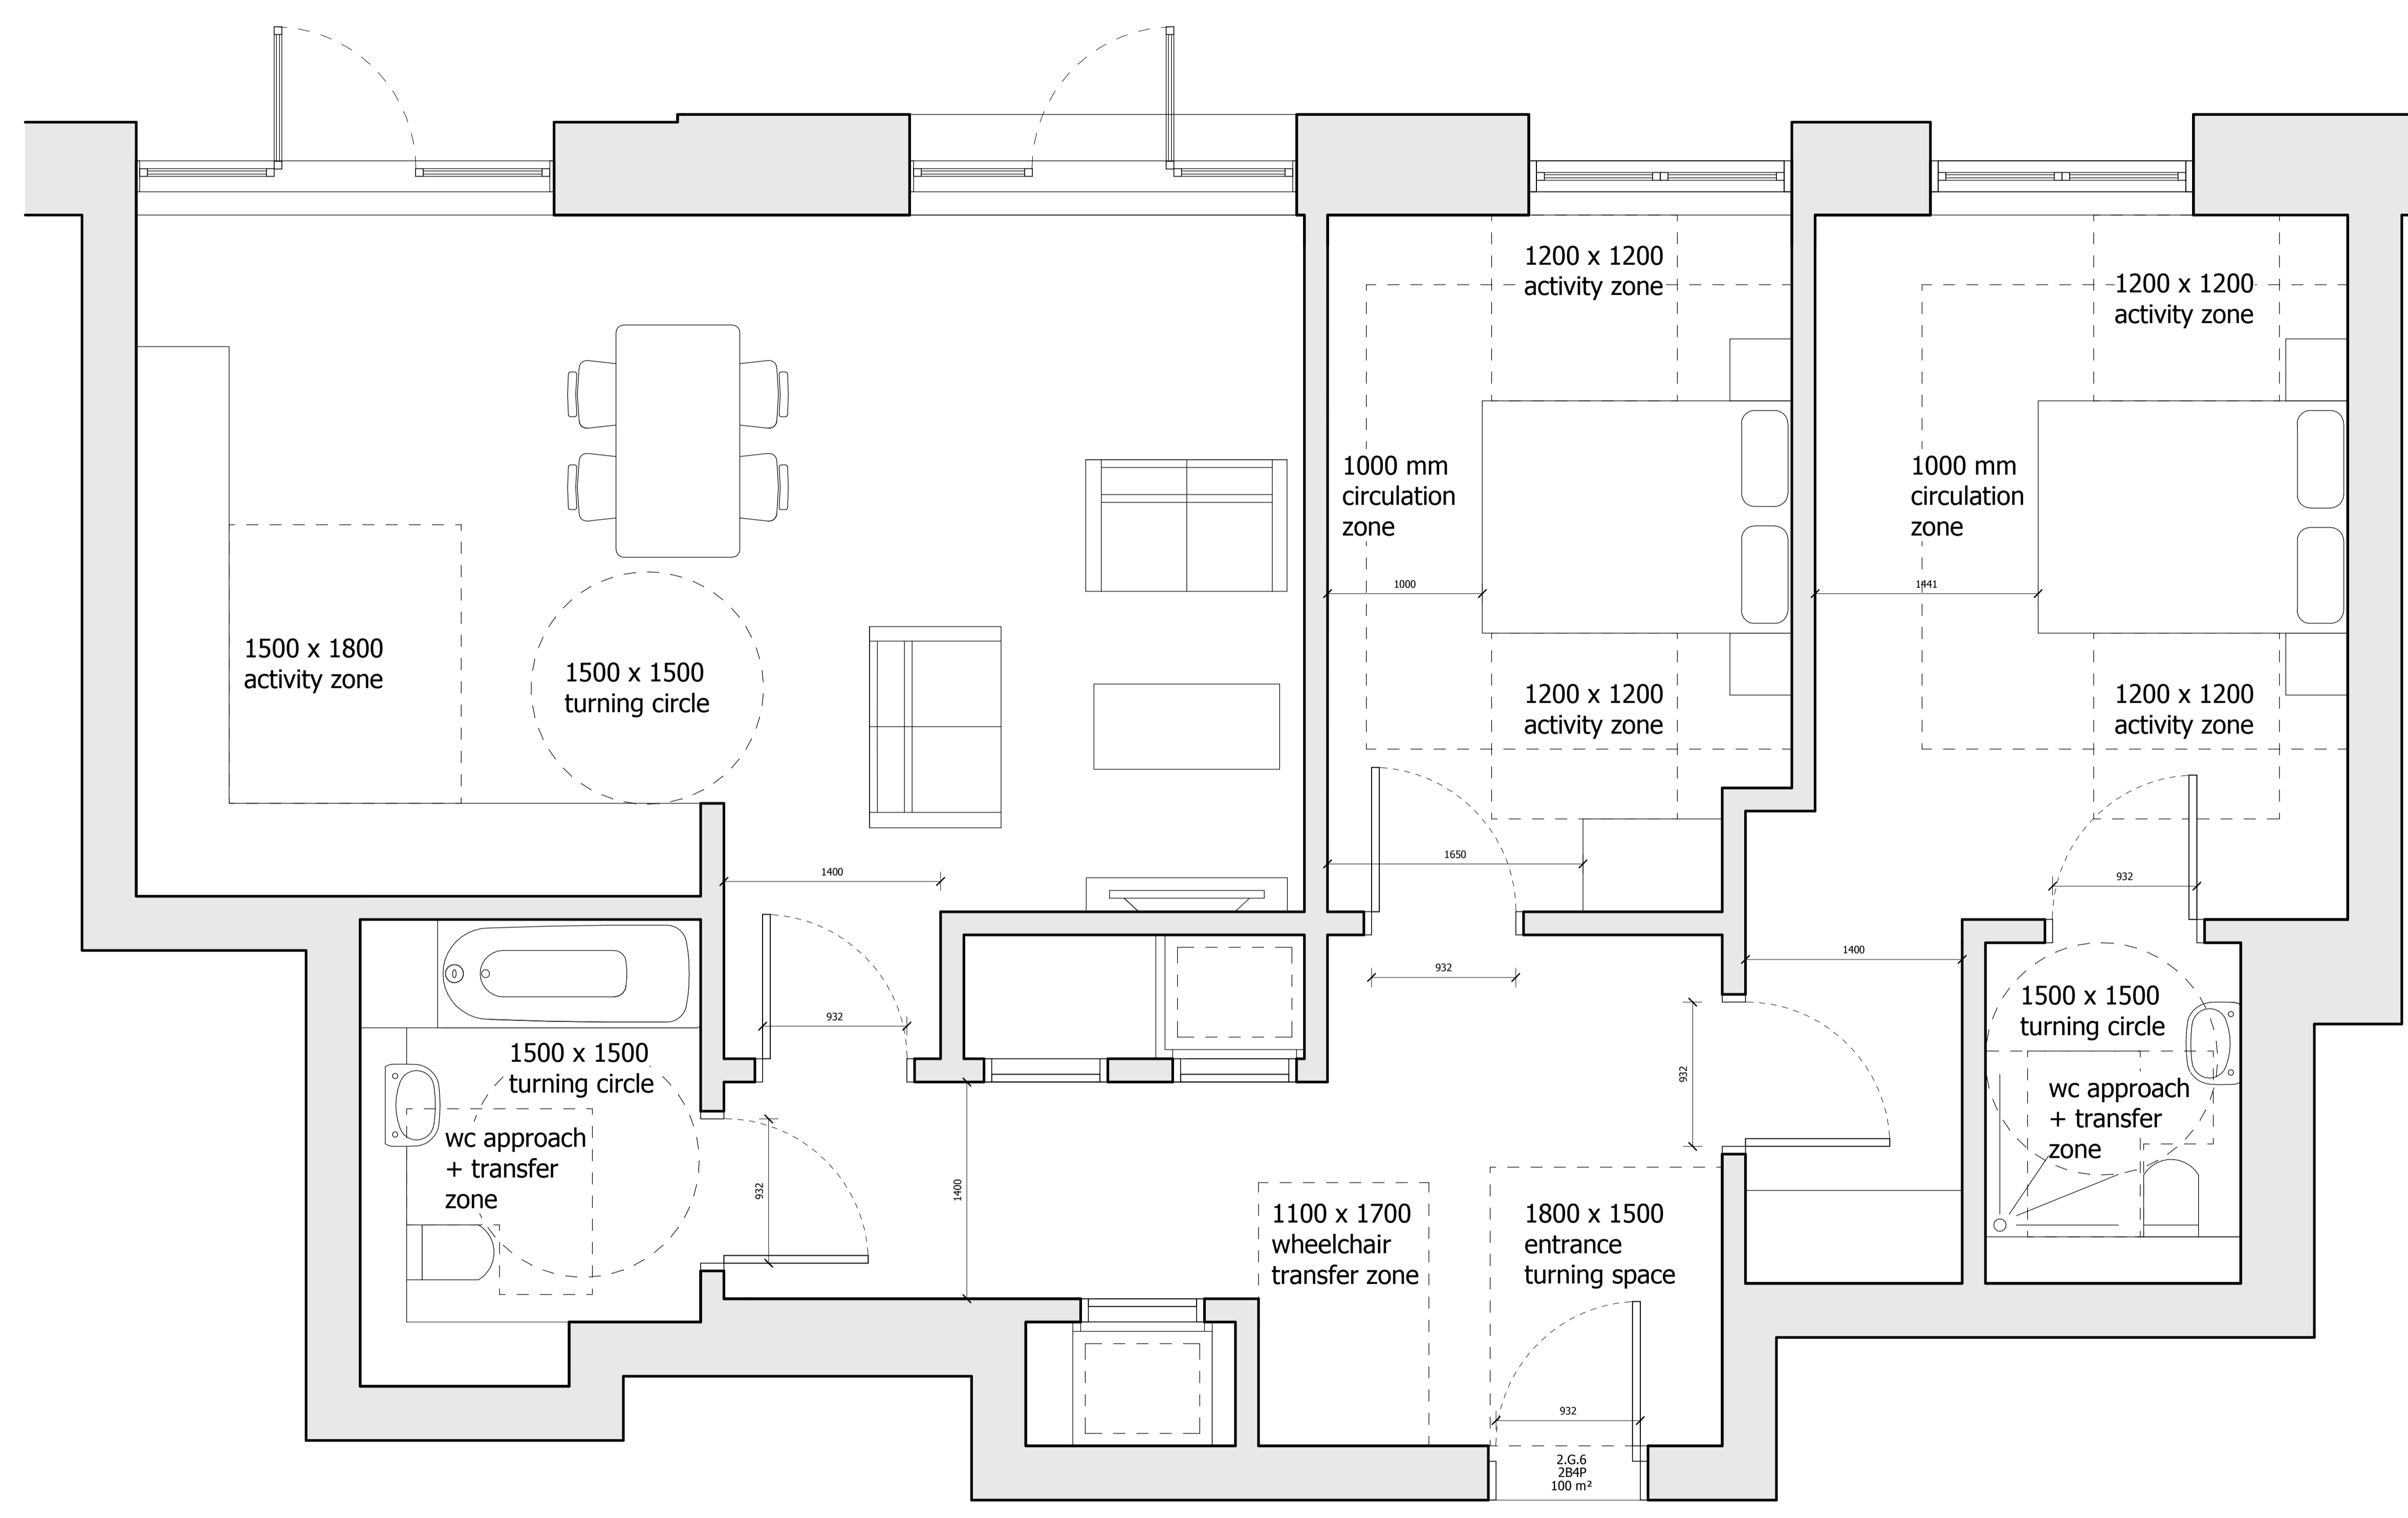 1200 x 1200
activity zone
1200 x 1200
activity zone
1000 mm
circulation
zone
1000 mm
circulation
zone
1000
1441
1500 x 1800
activity zone
1500 x 1500
turning circle
1200 x 1200
activity zone
1200 x 1200
activity zone
1400
1650
932
932
1400
932
932
1500 x 1500
turning circle
wc approach
+ transfer
zone
932
1400
932
1500 x 1500
turning circle
wc approach
+ transfer
zone
1100 x 1700
wheelchair
transfer zone
1800 x 1500
entrance
turning space
932
2.G.6
2B4P
100 m²